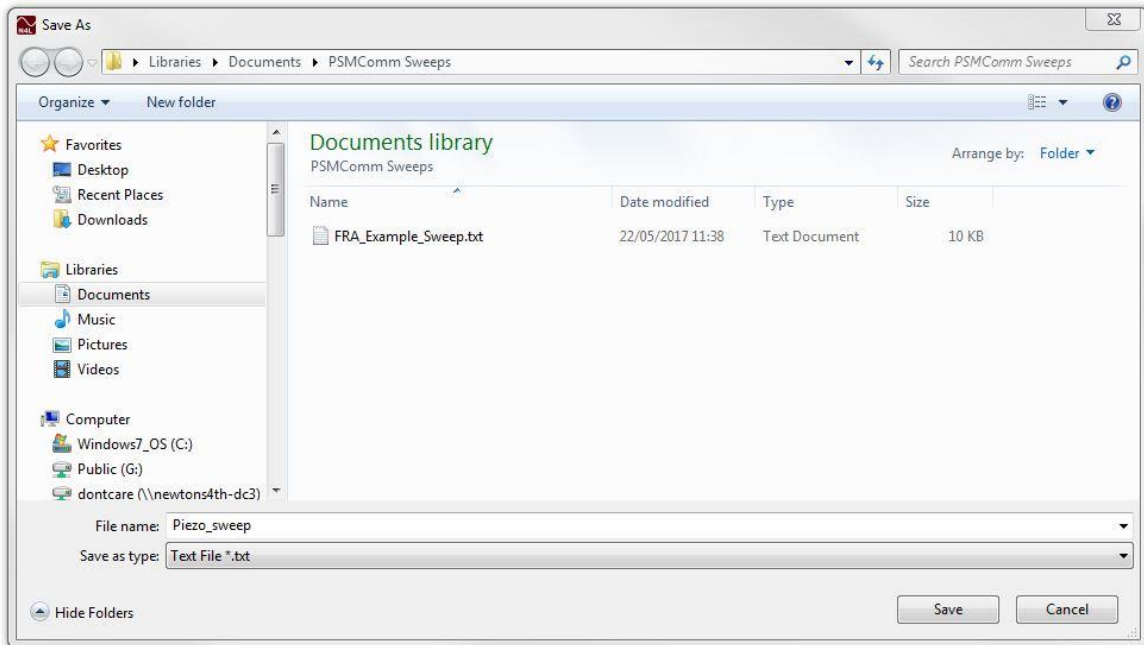 N4L Save As
Libraries Documents PSMComm Sweeps Search PSMComm Sweeps
Organize New folder
Favorites
Desktop
Recent Places
Downloads
Libraries
Documents
Music
Pictures
Videos
Computer
Windows7_OS (C:)
Public (G:)
dontcare (\\newtons4th-dc3)
Documents library
PSMComm Sweeps
Arrange by: Folder
Name Date modified Type Size
FRA_Example_Sweep.txt 22/05/2017 11:38 Text Document 10 KB
File name: Piezo_sweep
Save as type: Text File *.txt
Hide Folders Save Cancel